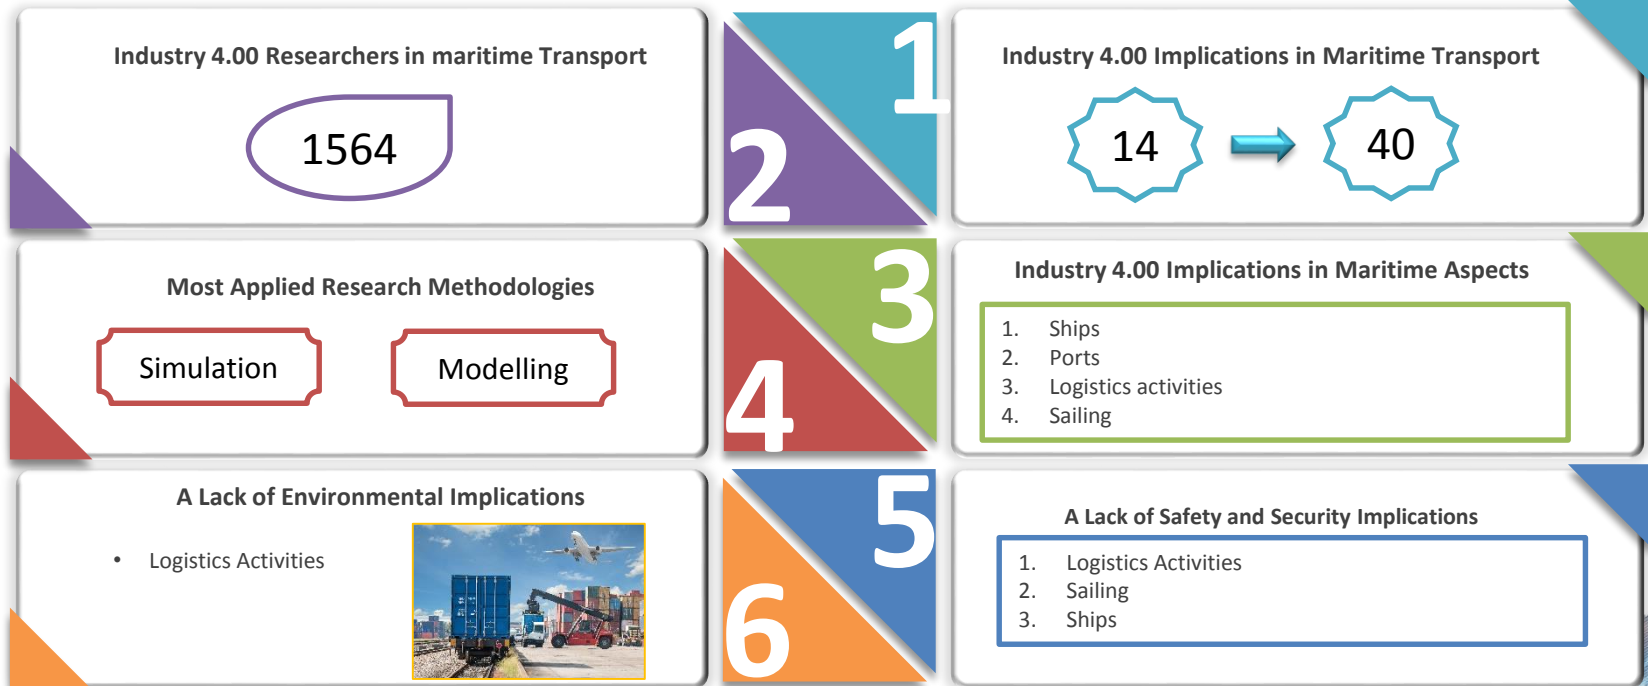 Industry 4.00 Researchers in maritime Transport
1564
2
1
Industry 4.00 Implications in Maritime Transport
14
40
Most Applied Research Methodologies
Simulation
Modelling
4
3
Industry 4.00 Implications in Maritime Aspects
1. Ships
2. Ports
3. Logistics activities
4. Sailing
A Lack of Environmental Implications
• Logistics Activities
6
5
A Lack of Safety and Security Implications
1. Logistics Activities
2. Sailing
3. Ships